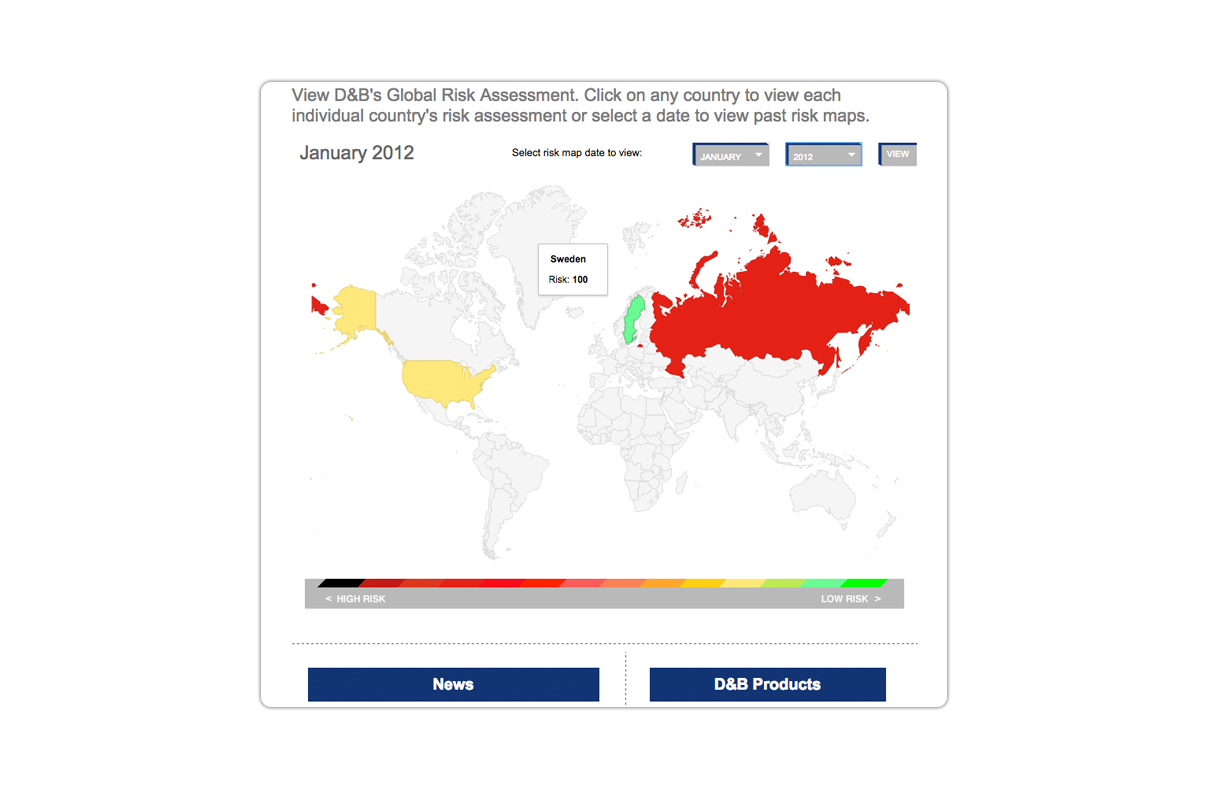 View D&B's Global Risk Assessment. Click on any country to view each
individual country's risk assessment or select a date to view past risk maps.
January 2012
Select risk map date to view:
JANUARY
2012
VIEW
Sweden
Risk: 100
< HIGH RISK
LOW RISK >
News
D&B Products